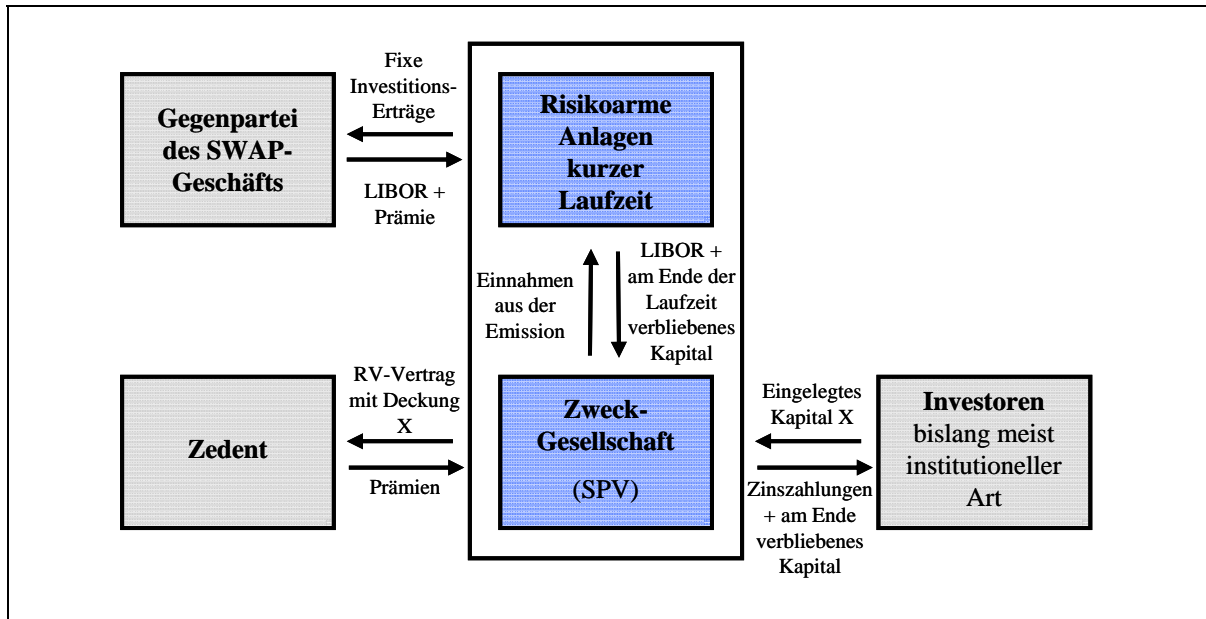 Fixe
Investitions-
Erträge
Gegenpartei
des SWAP-
Geschäfts
LIBOR +
Prämie
Risikoarme
Anlagen
kurzer
Laufzeit
Einnahmen
aus der
Emission
LIBOR +
am Ende der
Laufzeit
verbliebenes
Kapital
Zedent
RV-Vertrag
mit Deckung
X
Prämien
Zweck-
Gesellschaft
(SPV)
Eingelegtes
Kapital X
Zinszahlungen
+ am Ende
verbliebenes
Kapital
Investoren
bislang meist
institutioneller
Art